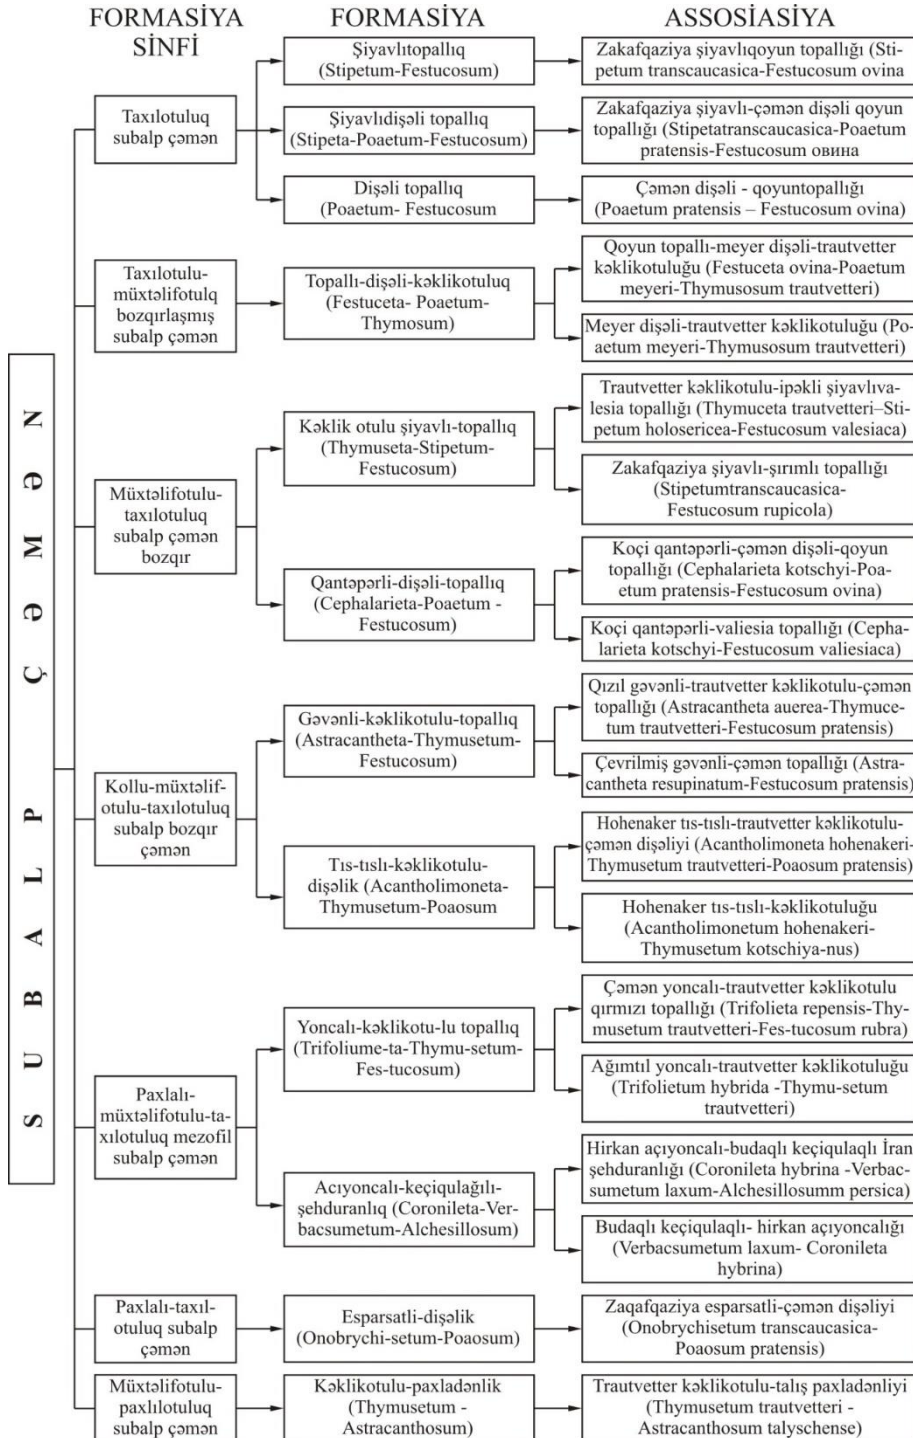 FORMASİYA
SİNFİ
FORMASİYA
ASSOSİASİYA
SUBALP ÇƏMƏN
Taxılotuluq
subalp çəmən
Şiyavlıtopallıq
(Stipetum-Festucosum)
Zakafqaziya şiyavlıqoyun topallığı (Sti-
petum transcaucasica-Festucosum ovina
Şiyavlıdişəli topallıq
(Stipeta-Poaetum-Festucosum)
Zakafqaziya şiyavlı-çəmən dişəli qoyun
topallığı (Stipetatranscaucasica-Poaetum
pratensis-Festucosum овина
Dişəli topallıq
(Poaetum- Festucosum
Çəmən dişəli - qoyuntopallığı
(Poaetum pratensis – Festucosum ovina)
Taxılotulu-
müxtəlifotulq
bozqırlaşmış
subalp çəmən
Topallı-dişəli-kəklikotuluq
(Festuceta- Poaetum-
Thymosum)
Qoyun topallı-meyer dişəli-trautvetter
kəklikotuluğu (Festuceta ovina-Poaetum
meyeri-Thymusosum trautvetteri)
Meyer dişəli-trautvetter kəklikotuluğu (Po-
aetum meyeri-Thymusosum trautvetteri)
Müxtəlifotulu-
taxılotuluq
subalp çəmən
bozqır
Kəklik otulu şiyavlı-topallıq
(Thymuseta-Stipetum-
Festucosum)
Trautvetter kəklikotulu-ipəkli şiyavlıva-
lesia topallığı (Thymuceta trautvetteri–Sti-
petum holosericea-Festucosum valesiaca)
Zakafqaziya şiyavlı-şırımlı topallığı
(Stipetumtranscaucasica-
Festucosum rupicola)
Qantəpərli-dişəli-topallıq
(Cephalarieta-Poaetum -
Festucosum)
Koçi qantəpərli-çəmən dişəli-qoyun
topallığı (Cephalarieta kotschyi-Poa-
etum pratensis-Festucosum ovina)
Koçi qantəpərli-valiesia topallığı (Cepha-
larieta kotschyi-Festucosum valiesiaca)
Kollu-müxtəlif-
otulu-taxılotuluq
subalp bozqır
çəmən
Gəvənli-kəklikotulu-topallıq
(Astracantheta-Thymusetum-
Festucosum)
Qızıl gəvənli-trautvetter kəklikotulu-çəmən
topallığı (Astracantheta auerea-Thymuce-
tum trautvetteri-Festucosum pratensis)
Çevrilmiş gəvənli-çəmən topallığı (Astra-
cantheta resupinatum-Festucosum pratensis)
Tıs-tıslı-kəklikotulu-
dişəlik (Acantholimoneta-
Thymusetum-Poaosum
Hohenaker tıs-tıslı-trautvetter kəklikotulu-
çəmən dişəliyi (Acantholimoneta hohenakeri-
Thymusetum trautvetteri-Poaosum pratensis)
Hohenaker tıs-tıslı-kəklikotuluğu
(Acantholimonetum hohenakeri-
Thymusetum kotschiya-nus)
Paxlalı-
müxtəlifotulu-ta-
xılotuluq mezofil
subalp çəmən
Yoncalı-kəklikotu-lu topallıq
(Trifoliume-ta-Thymu-setum-
Fes-tucosum)
Çəmən yoncalı-trautvetter kəklikotulu
qırmızı topallığı (Trifolieta repensis-Thy-
musetum trautvetteri-Fes-tucosum rubra)
Ağımtıl yoncalı-trautvetter kəklikotuluğu
(Trifolietum hybrida -Thymu-setum
trautvetteri)
Acıyoncalı-keçiqulağılı-
şehduranlıq (Coronileta-Ver-
bacsumetum-Alchesillosum)
Hirkan açıyoncalı-budaqlı keçiqulaqlı İran
şehduranlığı (Coronileta hybrina -Verbac-
sumetum laxum-Alchesillosumm persica)
Budaqlı keçiqulaqlı- hirkan açıyoncalığı
(Verbacsumetum laxum- Coronileta
hybrina)
Paxlalı-taxıl-
otuluq subalp
çəmən
Esparsatli-dişəlik
(Onobrychi-setum-Poaosum)
Zaqafqaziya esparsatli-çəmən dişəliyi
(Onobrychisetum transcaucasica-
Poaosum pratensis)
Müxtəlifotulu-
paxlılotuluq
subalp çəmən
Kəklikotulu-paxladənlik
(Thymusetum -
Astracanthosum)
Trautvetter kəklikotulu-talış paxladənliyi
(Thymusetum trautvetteri -
Astracanthosum talyschense)